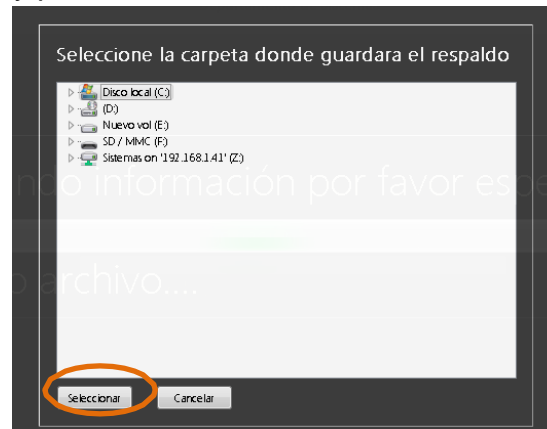 Seleccione la carpeta donde guardara el respaldo
Disco local (C:)
(D:)
Nuevo vol (E:)
SD / MMC (F:)
Sistemas on '192.168.1.41' (Z:)
ndo información por favor espe
o archivo....
Seleccionar Cancelar